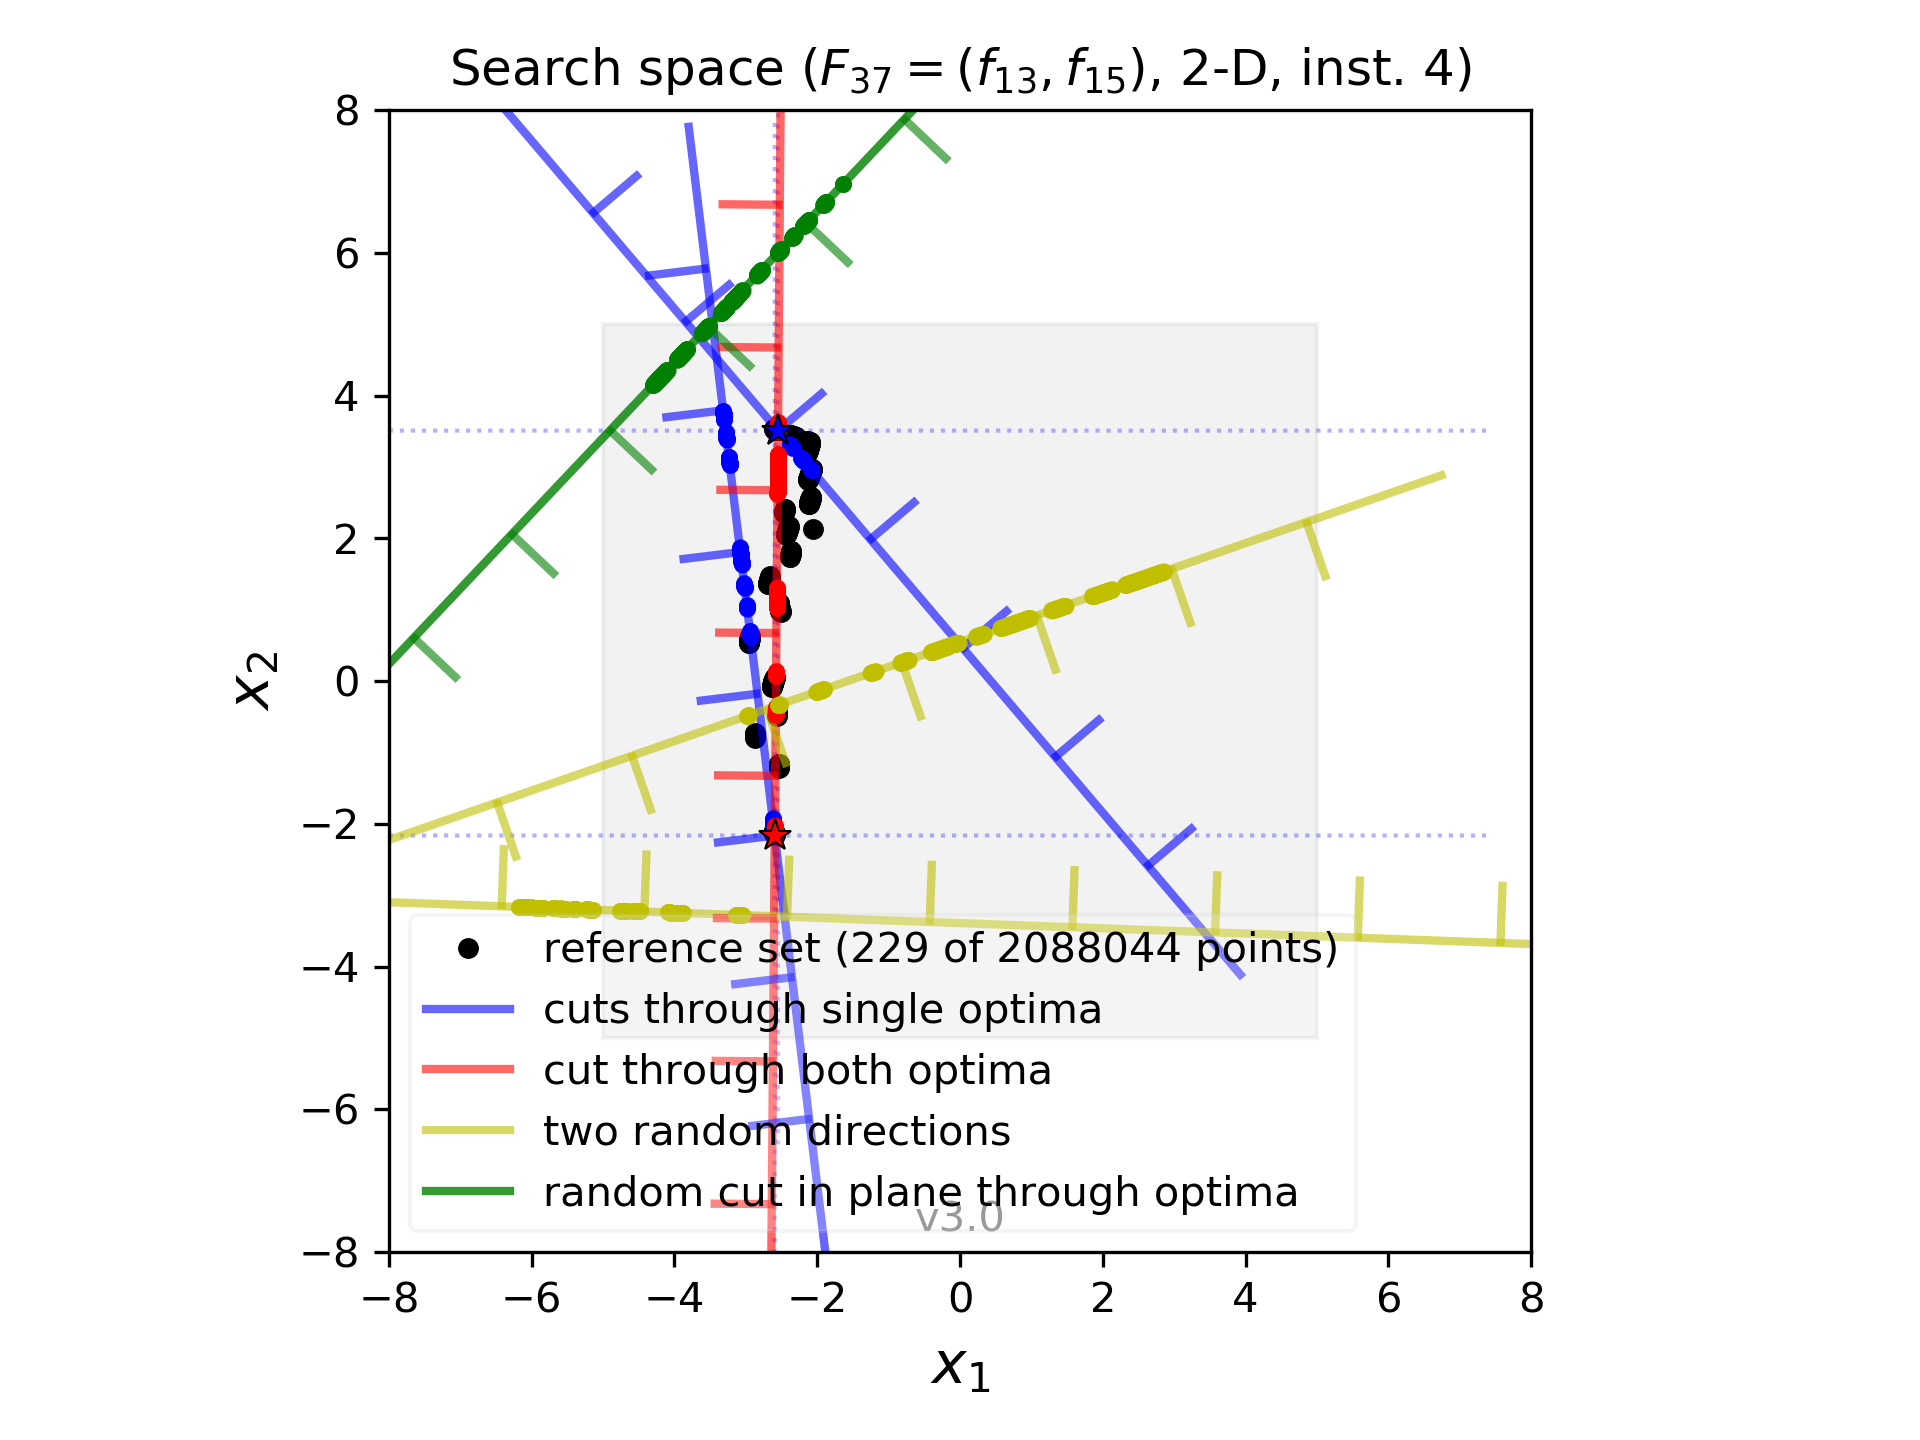 Search space (F37 = (f13, f15), 2-D, inst. 4)
8
6
4
2
0
−2
−4
−6
−8
x2
reference set (229 of 2088044 points)
cuts through single optima
cut through both optima
two random directions
random cut in plane through optima
v3.0
−8 −6 −4 −2 0 2 4 6 8
x1